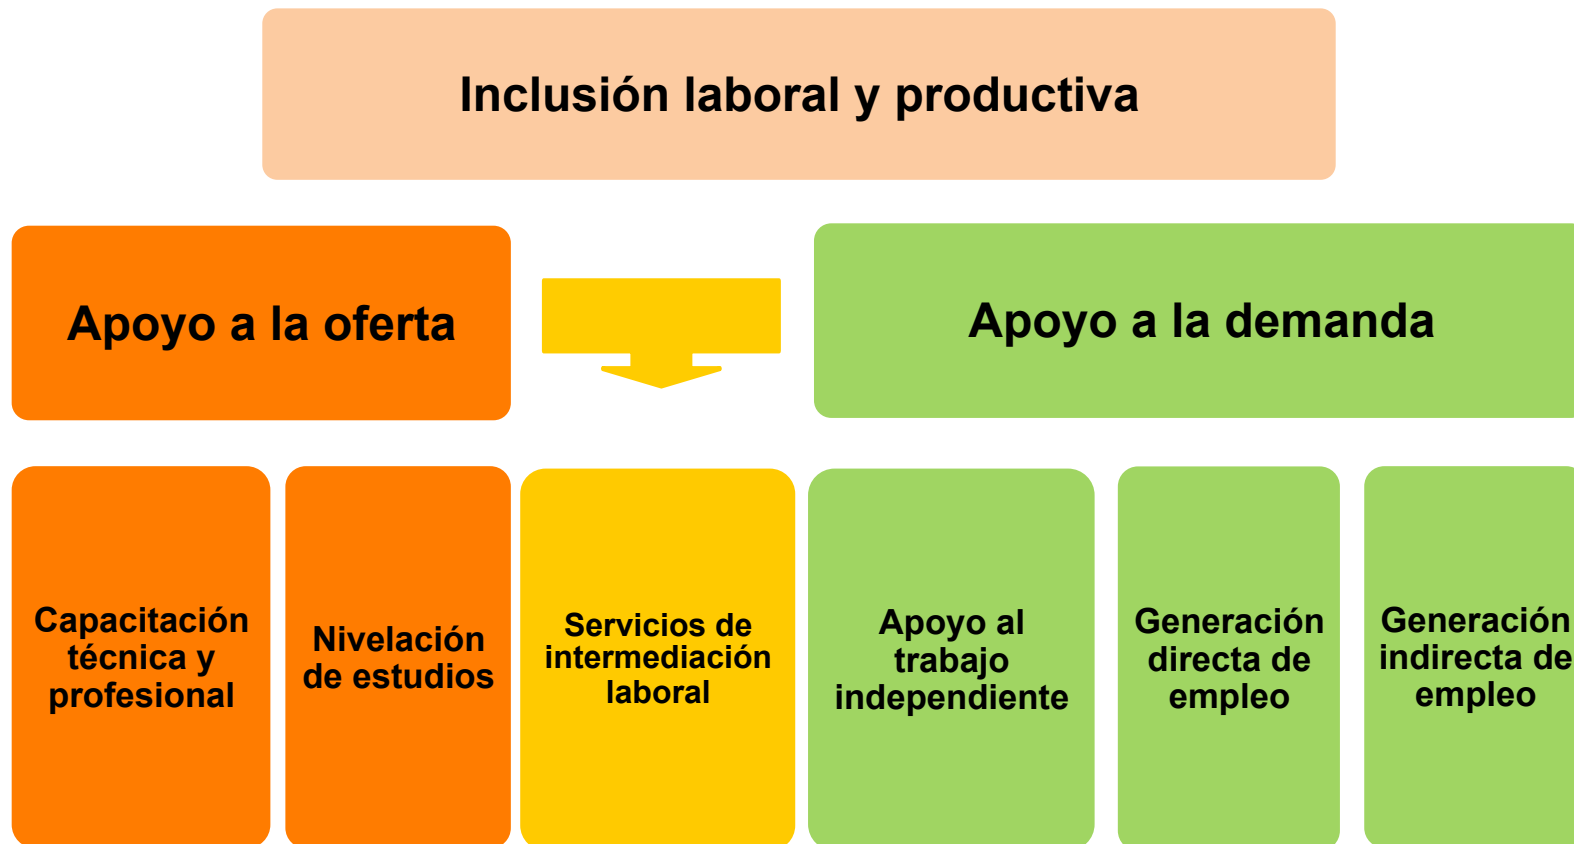 Inclusión laboral y productiva
Apoyo a la oferta
Apoyo a la demanda
Capacitación
técnica y
profesional
Nivelación
de estudios
Servicios de
intermediación
laboral
Apoyo al
trabajo
independiente
Generación
directa de
empleo
Generación
indirecta de
empleo